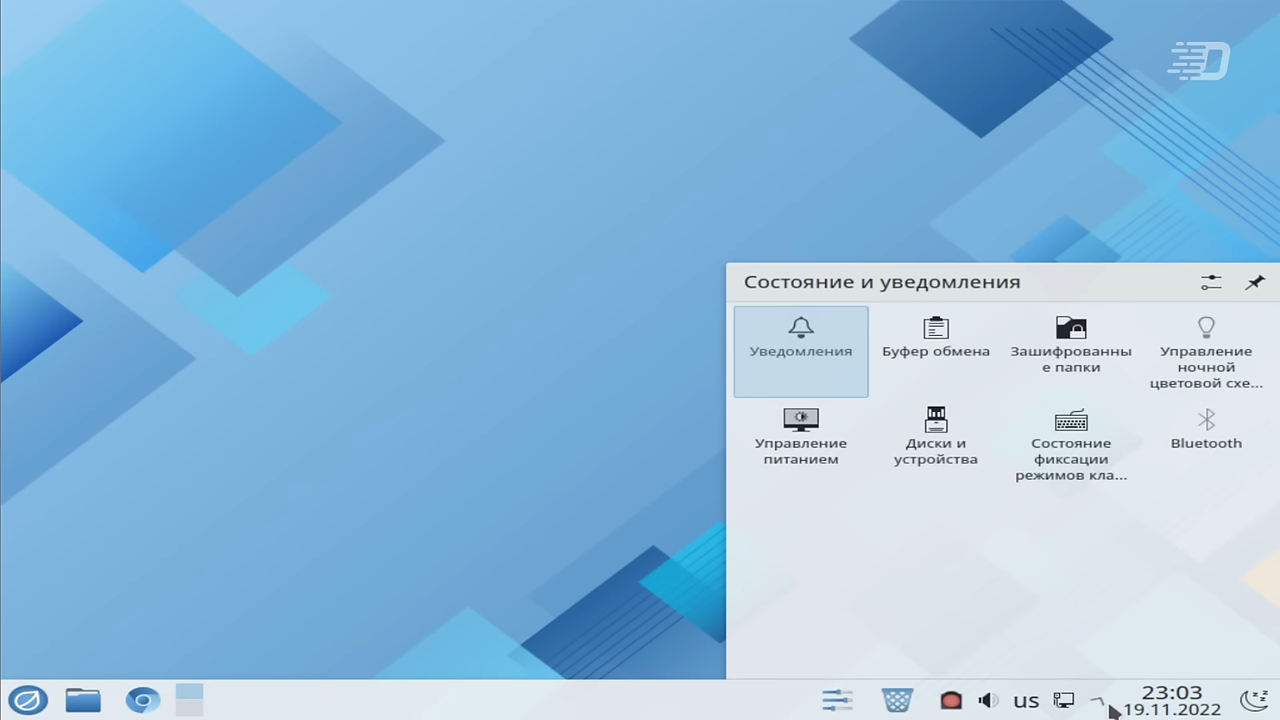 Состояние и уведомления
Уведомления
Буфер обмена
Зашифрованны
е папки
Управление
ночной
цветовой схе...
Управление
питанием
Диски и
устройства
Состояние
фиксации
режимов кла...
Bluetooth
us
23:03
19.11.2022